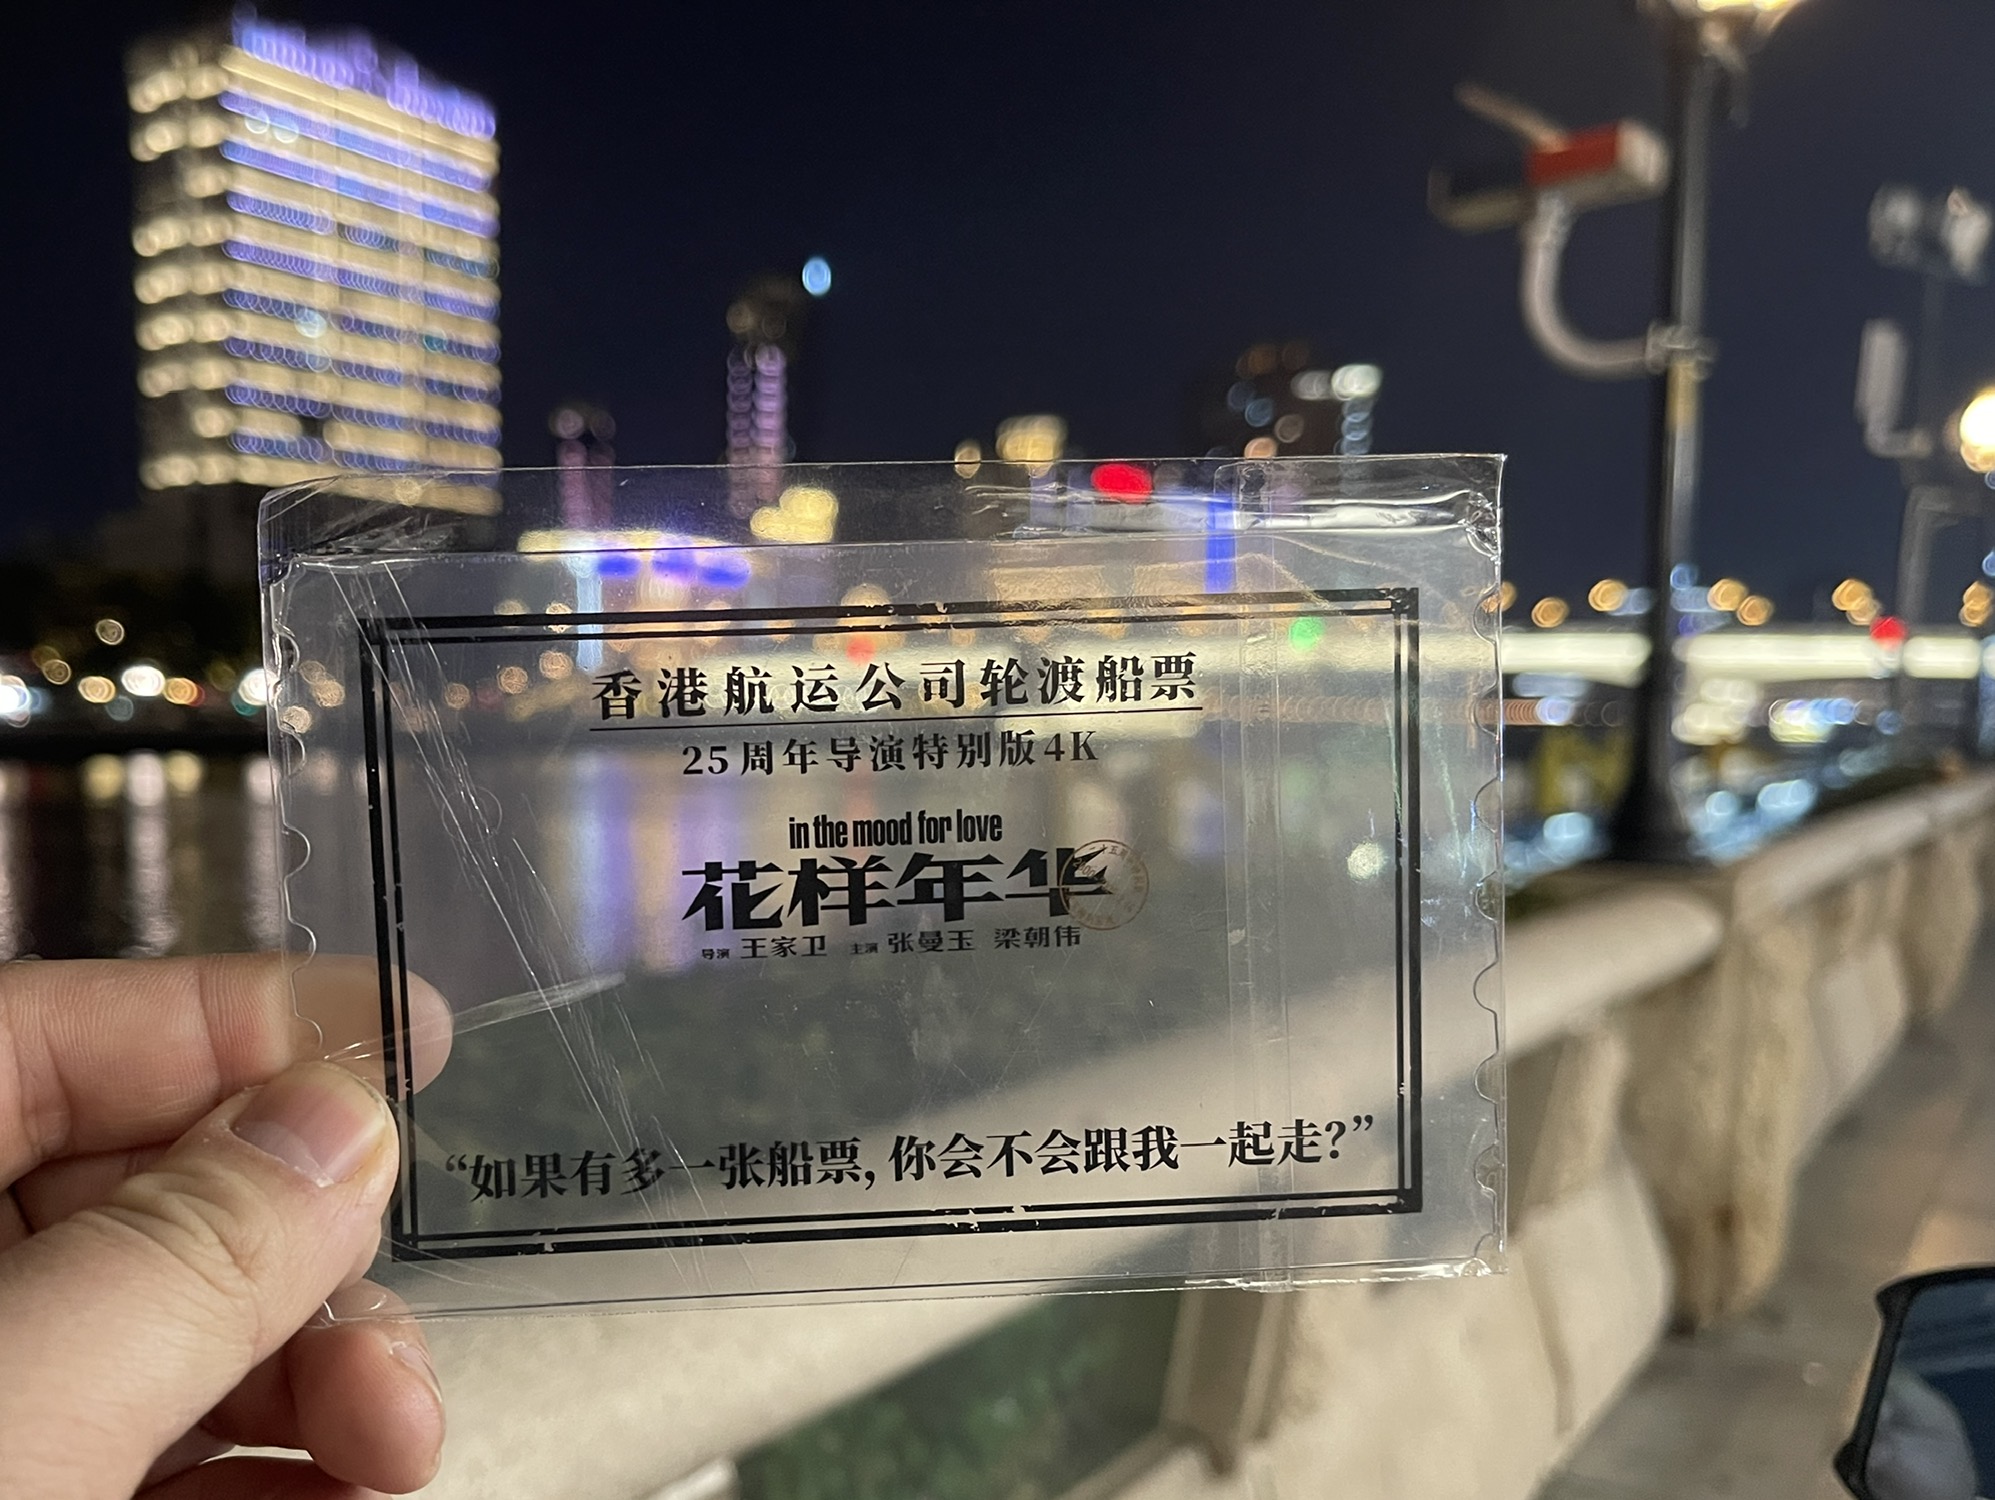 香港航运公司轮渡船票
25周年导演特别版4K
in the mood for love
花样年华
导演 王家卫 主演 张曼玉 梁朝伟
“如果有多一张船票,你会不会跟我一起走?”